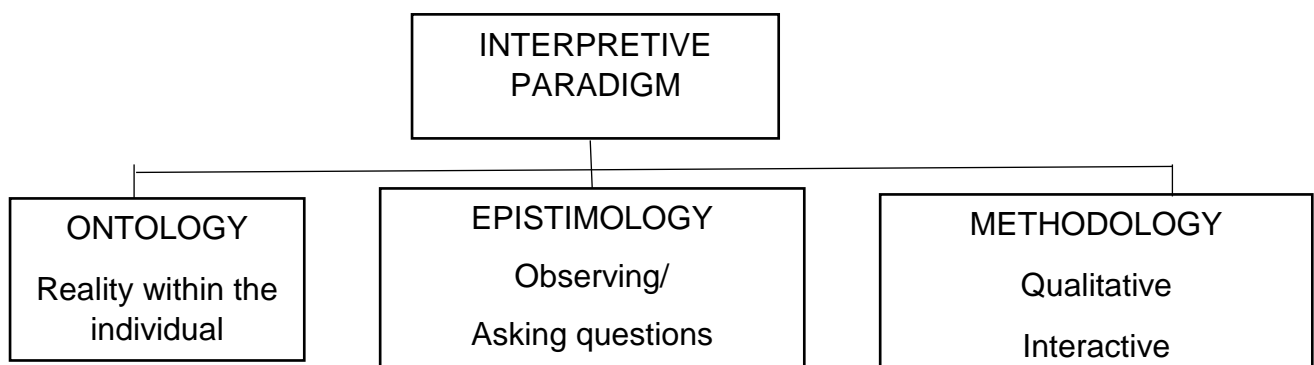 INTERPRETIVE
PARADIGM
ONTOLOGY
Reality within the
individual
EPISTIMOLOGY
Observing/
Asking questions
METHODOLOGY
Qualitative
Interactive